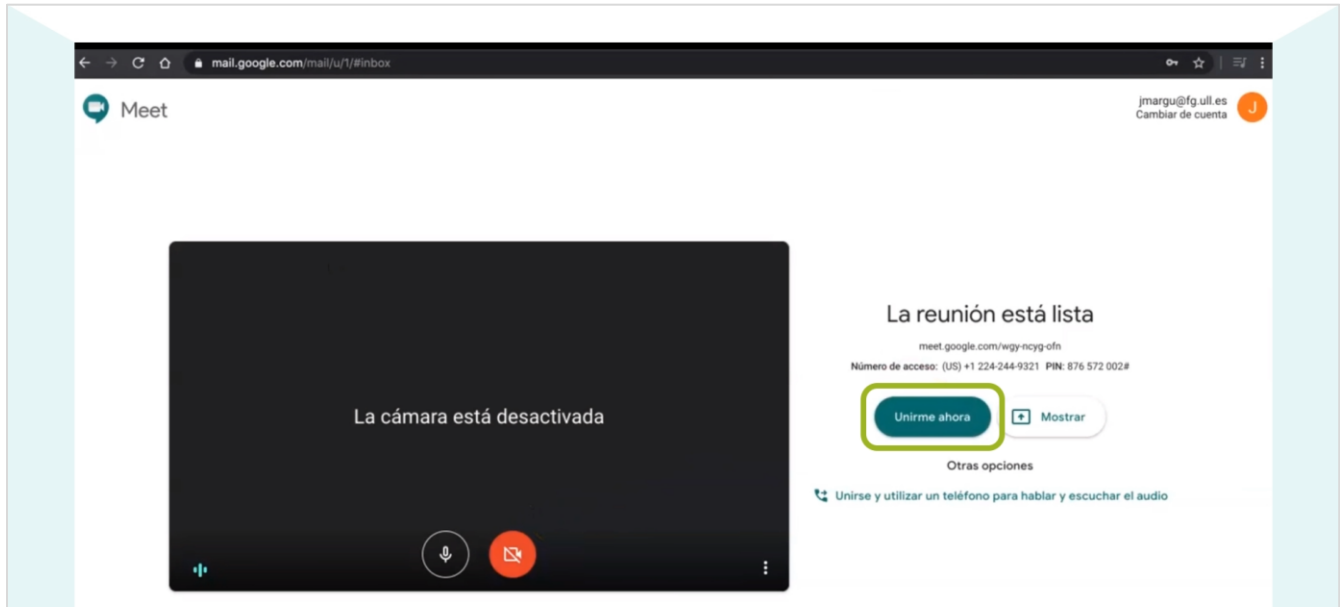 mail.google.com/mail/u/1/#inbox
Meet
jmargu@fg.ull.es
Cambiar de cuenta
J
La reunión está lista
meet.google.com/wgy-ncyg-ofn
Número de acceso: (US) +1 224-244-9321 PIN: 876 572 002#
La cámara está desactivada
Unirme ahora
Mostrar
Otras opciones
Unirse y utilizar un teléfono para hablar y escuchar el audio